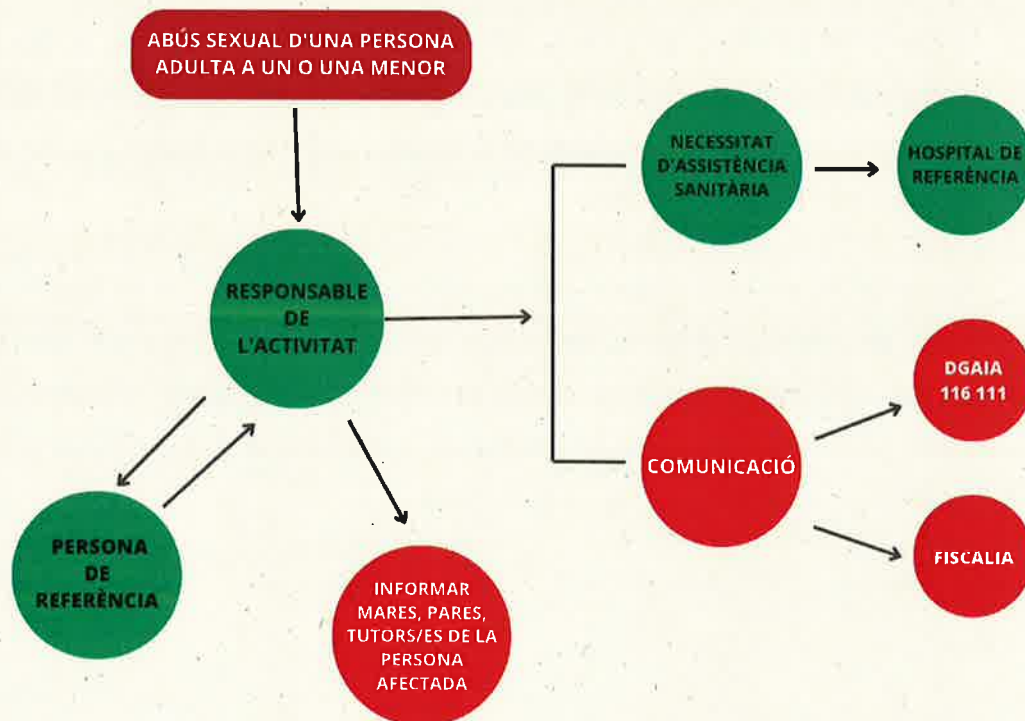 ABÚS SEXUAL D'UNA PERSONA
ADULTA A UN O UNA MENOR
NECESSITAT
D'ASSISTÈNCIA
SANITÀRIA
HOSPITAL DE
REFERÈNCIA
RESPONSABLE
DE
L'ACTIVITAT
DGAIA
116 111
COMUNICACIÓ
FISCALIA
PERSONA
DE
REFERÈNCIA
INFORMAR
MARES, PARES,
TUTORS/ES DE LA
PERSONA
AFECTADA